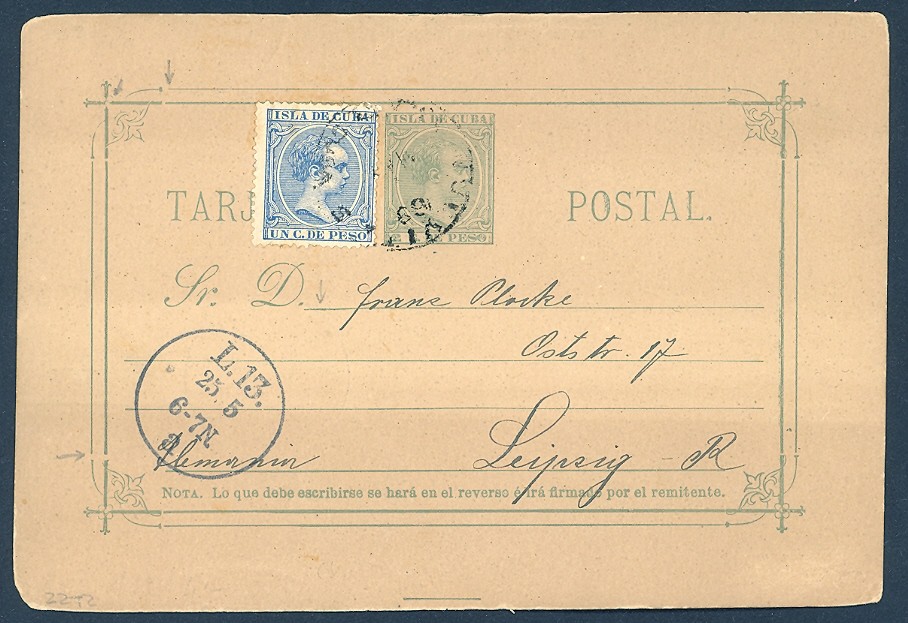 ISLA DE CUBA
UN C. DE PESO
ISLA DE CUBA
C. DE PESO
TARJ POSTAL.
Sr. D. Franz Plocke
Oststr. 17
L. 13.
25 5
6-7N
Alemania Leipzig - R
NOTA. Lo que debe escribirse se hará en el reverso é irá firmado por el remitente.